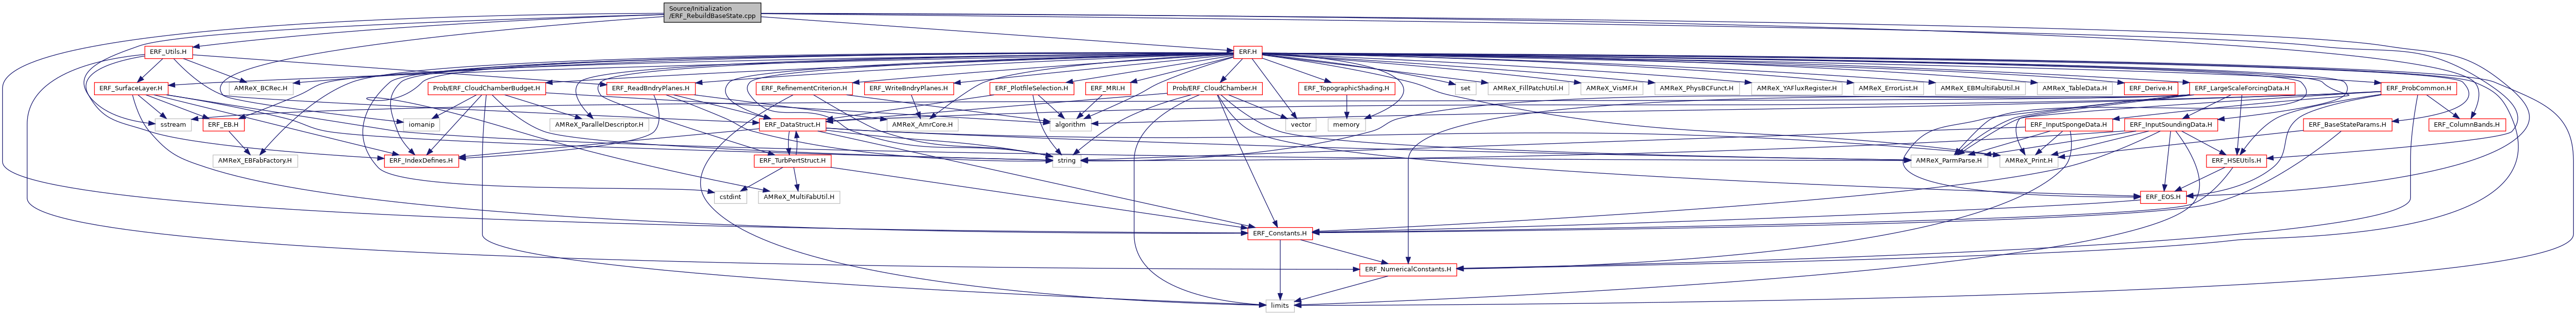 Source/Initialization
/ERF_RebuildBaseState.cpp
ERF_Utils.H
ERF.H
ERF_SurfaceLayer.H
AMReX_BCRec.H
Prob/ERF_CloudChamberBudget.H
ERF_ReadBndryPlanes.H
ERF_RefinementCriterion.H
ERF_WriteBndryPlanes.H
ERF_PlotfileSelection.H
ERF_MRI.H
Prob/ERF_CloudChamber.H
ERF_TopographicShading.H
set
AMReX_FillPatchUtil.H
AMReX_VisMF.H
AMReX_PhysBCFunct.H
AMReX_YAFluxRegister.H
AMReX_ErrorList.H
AMReX_EBMultiFabUtil.H
AMReX_TableData.H
ERF_Derive.H
ERF_LargeScaleForcingData.H
ERF_ProbCommon.H
sstream
ERF_EB.H
iomanip
AMReX_ParallelDescriptor.H
ERF_DataStruct.H
AMReX_AmrCore.H
algorithm
vector
memory
ERF_InputSpongeData.H
ERF_InputSoundingData.H
ERF_BaseStateParams.H
ERF_ColumnBands.H
AMReX_EBFabFactory.H
ERF_IndexDefines.H
ERF_TurbPertStruct.H
string
AMReX_ParmParse.H
AMReX_Print.H
ERF_HSEUtils.H
cstdint
AMReX_MultiFabUtil.H
ERF_EOS.H
ERF_Constants.H
ERF_NumericalConstants.H
limits